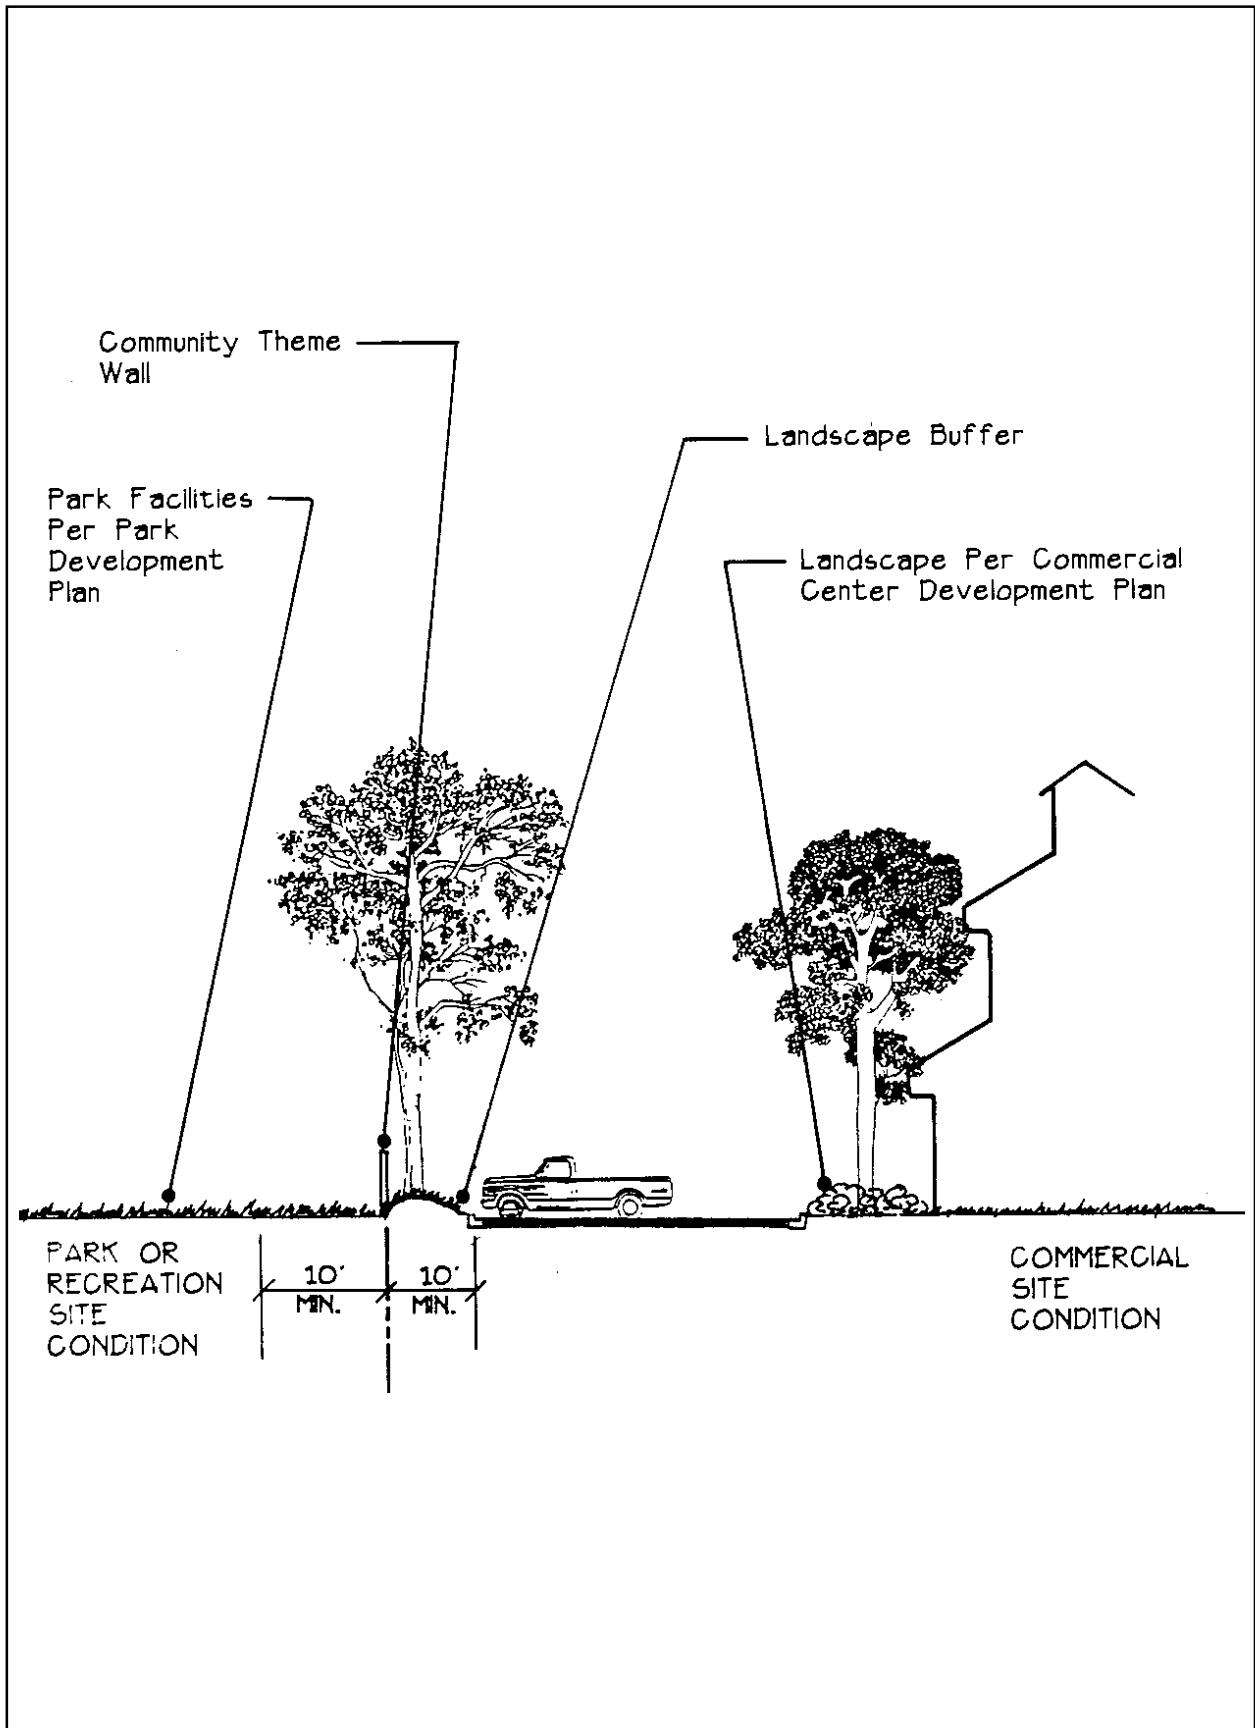 Community Theme
Wall
Landscape Buffer
Park Facilities
Per Park
Development
Plan
Landscape Per Commercial
Center Development Plan
PARK OR
RECREATION
SITE
CONDITION
10'
MIN.
10'
MIN.
COMMERCIAL
SITE
CONDITION